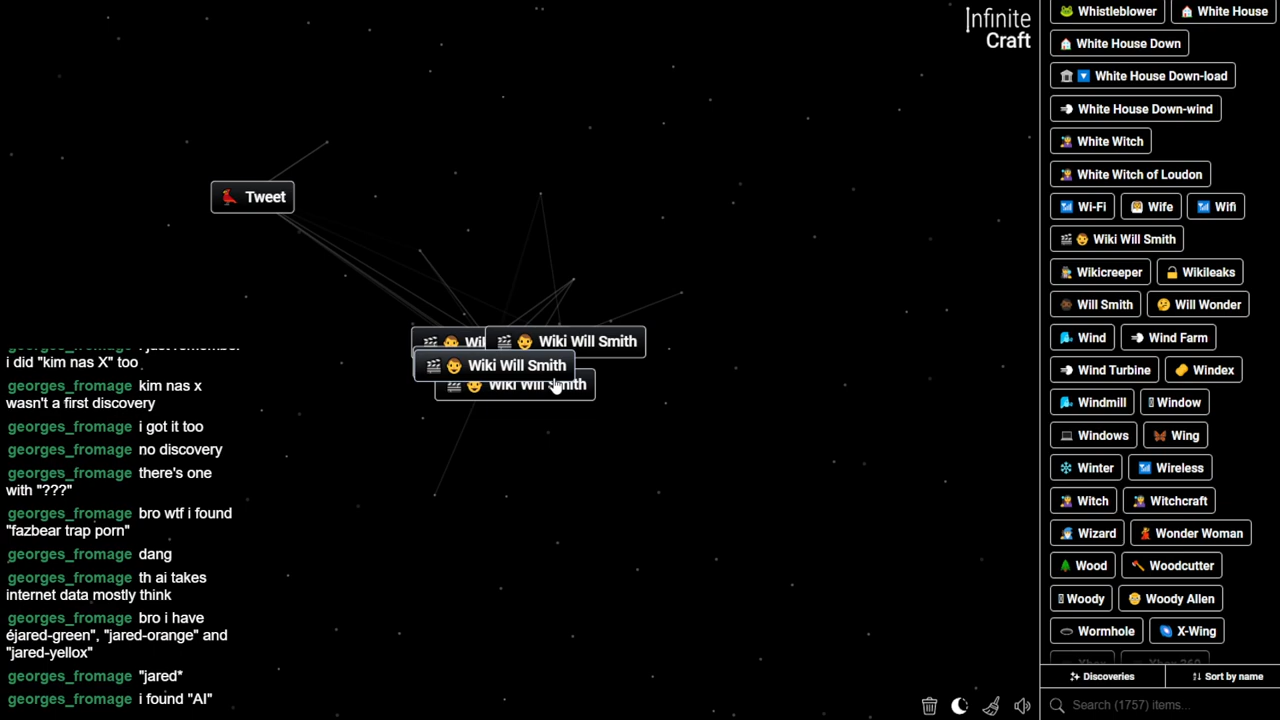 Infinite
Craft
Tweet
Wiki Will Smith
Wiki Will Smith
Wiki Will Smith
i did "kim nas X" too
georges_fromage kim nas x
wasn't a first discovery
georges_fromage i got it too
georges_fromage no discovery
georges_fromage there's one
with "???"
georges_fromage bro wtf i found
"fazbear trap porn"
georges_fromage dang
georges_fromage th ai takes
internet data mostly think
georges_fromage bro i have
éjared-green", "jared-orange" and
"jared-yellox"
georges_fromage "jared*
georges_fromage i found "AI"
Whistleblower White House
White House Down
White House Down-load
White House Down-wind
White Witch
White Witch of Loudon
Wi-Fi Wife Wifi
Wiki Will Smith
Wikicreeper Wikileaks
Will Smith Will Wonder
Wind Wind Farm
Wind Turbine Windex
Windmill Window
Windows Wing
Winter Wireless
Witch Witchcraft
Wizard Wonder Woman
Wood Woodcutter
Woody Woody Allen
Wormhole X-Wing
Discoveries Sort by name
Search (1757) items...